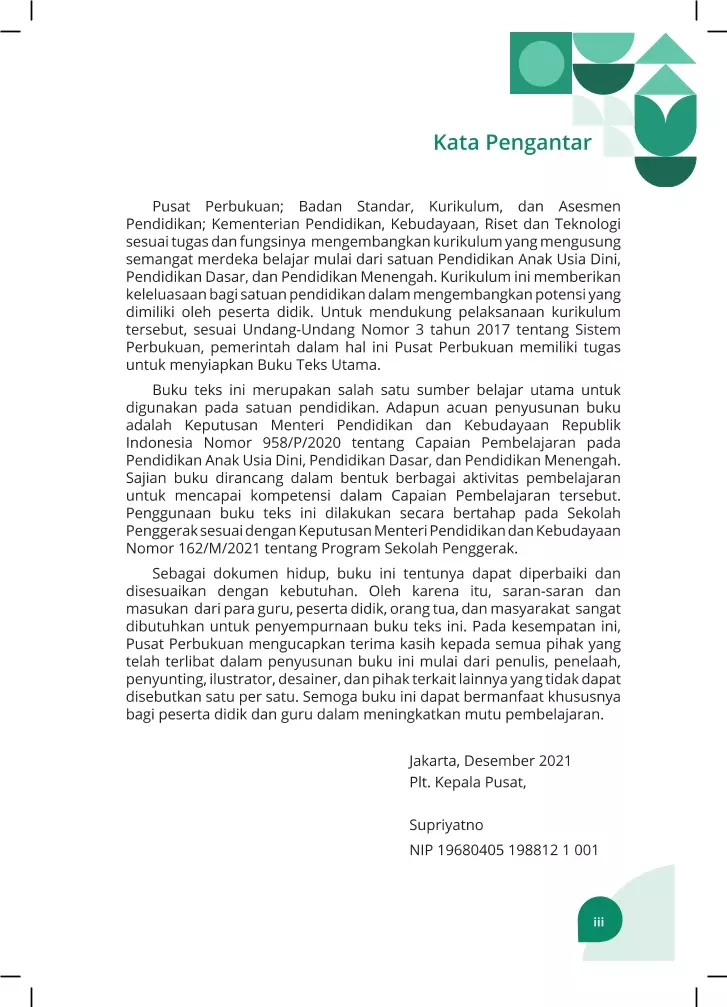 Kata Pengantar
Pusat Perbukuan; Badan Standar, Kurikulum, dan Asesmen
Pendidikan; Kementerian Pendidikan, Kebudayaan, Riset dan Teknologi
sesuai tugas dan fungsinya mengembangkan kurikulum yang mengusung
semangat merdeka belajar mulai dari satuan Pendidikan Anak Usia Dini,
Pendidikan Dasar, dan Pendidikan Menengah. Kurikulum ini memberikan
keleluasaan bagi satuan pendidikan dalam mengembangkan potensi yang
dimiliki oleh peserta didik. Untuk mendukung pelaksanaan kurikulum
tersebut, sesuai Undang-Undang Nomor 3 tahun 2017 tentang Sistem
Perbukuan, pemerintah dalam hal ini Pusat Perbukuan memiliki tugas
untuk menyiapkan Buku Teks Utama.
Buku teks ini merupakan salah satu sumber belajar utama untuk
digunakan pada satuan pendidikan. Adapun acuan penyusunan buku
adalah Keputusan Menteri Pendidikan dan Kebudayaan Republik
Indonesia Nomor 958/P/2020 tentang Capaian Pembelajaran pada
Pendidikan Anak Usia Dini, Pendidikan Dasar, dan Pendidikan Menengah.
Sajian buku dirancang dalam bentuk berbagai aktivitas pembelajaran
untuk mencapai kompetensi dalam Capaian Pembelajaran tersebut.
Penggunaan buku teks ini dilakukan secara bertahap pada Sekolah
Penggerak sesuai dengan Keputusan Menteri Pendidikan dan Kebudayaan
Nomor 162/M/2021 tentang Program Sekolah Penggerak.
Sebagai dokumen hidup, buku ini tentunya dapat diperbaiki dan
disesuaikan dengan kebutuhan. Oleh karena itu, saran-saran dan
masukan dari para guru, peserta didik, orang tua, dan masyarakat sangat
dibutuhkan untuk penyempurnaan buku teks ini. Pada kesempatan ini,
Pusat Perbukuan mengucapkan terima kasih kepada semua pihak yang
telah terlibat dalam penyusunan buku ini mulai dari penulis, penelaah,
penyunting, ilustrator, desainer, dan pihak terkait lainnya yang tidak dapat
disebutkan satu per satu. Semoga buku ini dapat bermanfaat khususnya
bagi peserta didik dan guru dalam meningkatkan mutu pembelajaran.
Jakarta, Desember 2021
Plt. Kepala Pusat,
Supriyatno
NIP 19680405 198812 1 001
iii